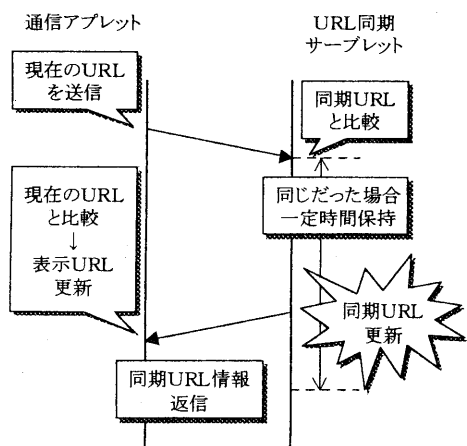 通信アプレット
URL同期
サーブレット
現在のURL
を送信
同期URL
と比較
同じだった場合
一定時間保持
現在のURL
と比較
↓
表示URL
更新
同期URL
更新
同期URL情報
返信